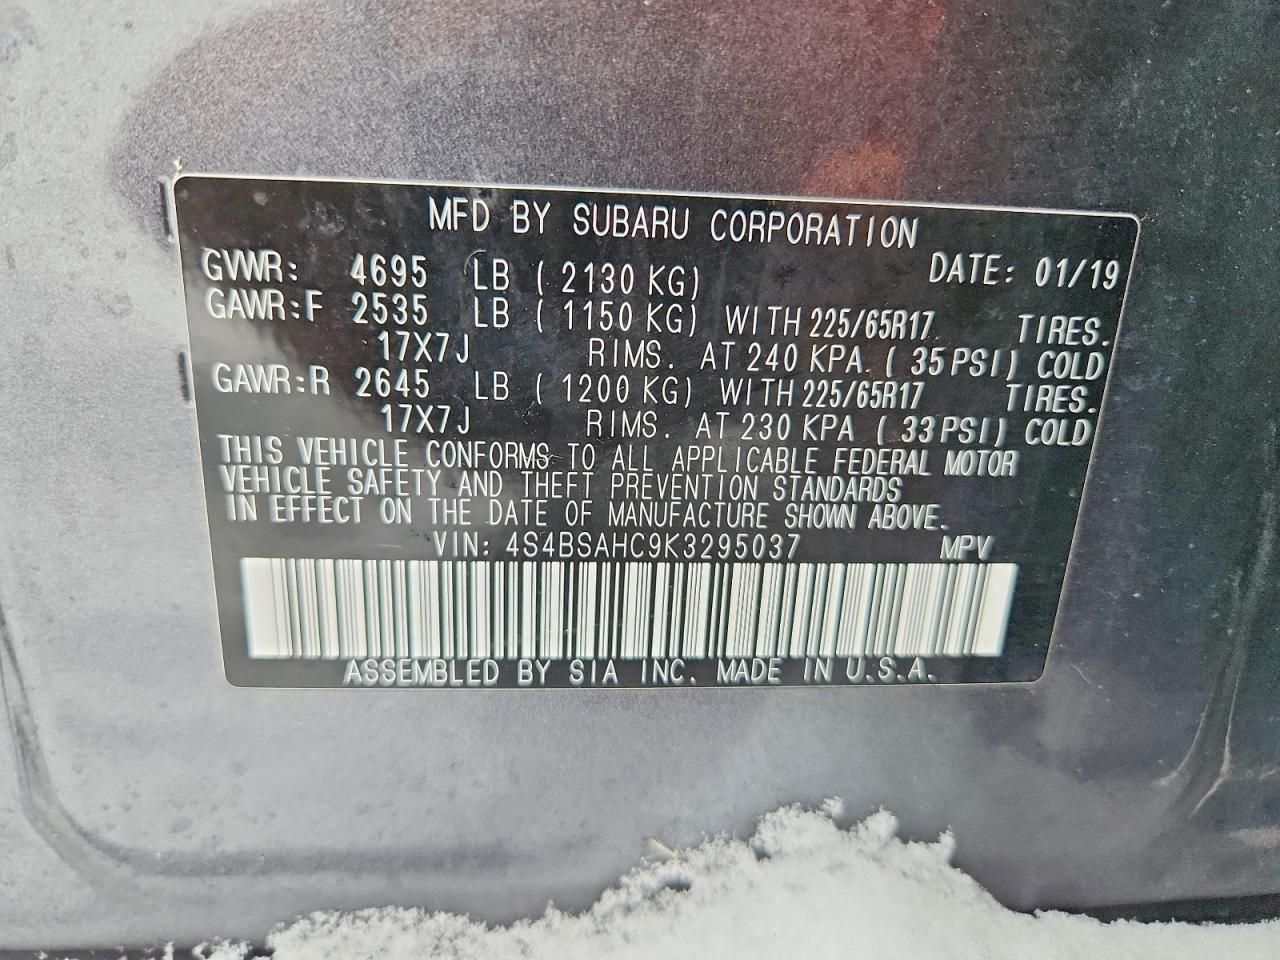 MFD BY SUBARU CORPORATION
GVWR: 4695 LB ( 2130 KG) DATE: 01/19
GAWR:F 2535 LB ( 1150 KG) WITH 225/65R17 TIRES.
17X7J RIMS. AT 240 KPA. ( 35 PSI) COLD
GAWR:R 2645 LB ( 1200 KG) WITH 225/65R17 TIRES.
17X7J RIMS. AT 230 KPA ( 33 PSI) COLD
THIS VEHICLE CONFORMS TO ALL APPLICABLE FEDERAL MOTOR
VEHICLE SAFETY AND THEFT PREVENTION STANDARDS
IN EFFECT ON THE DATE OF MANUFACTURE SHOWN ABOVE.
VIN: 4S4BSAHC9K3295037 MPV
ASSEMBLED BY SIA INC. MADE IN U.S.A.